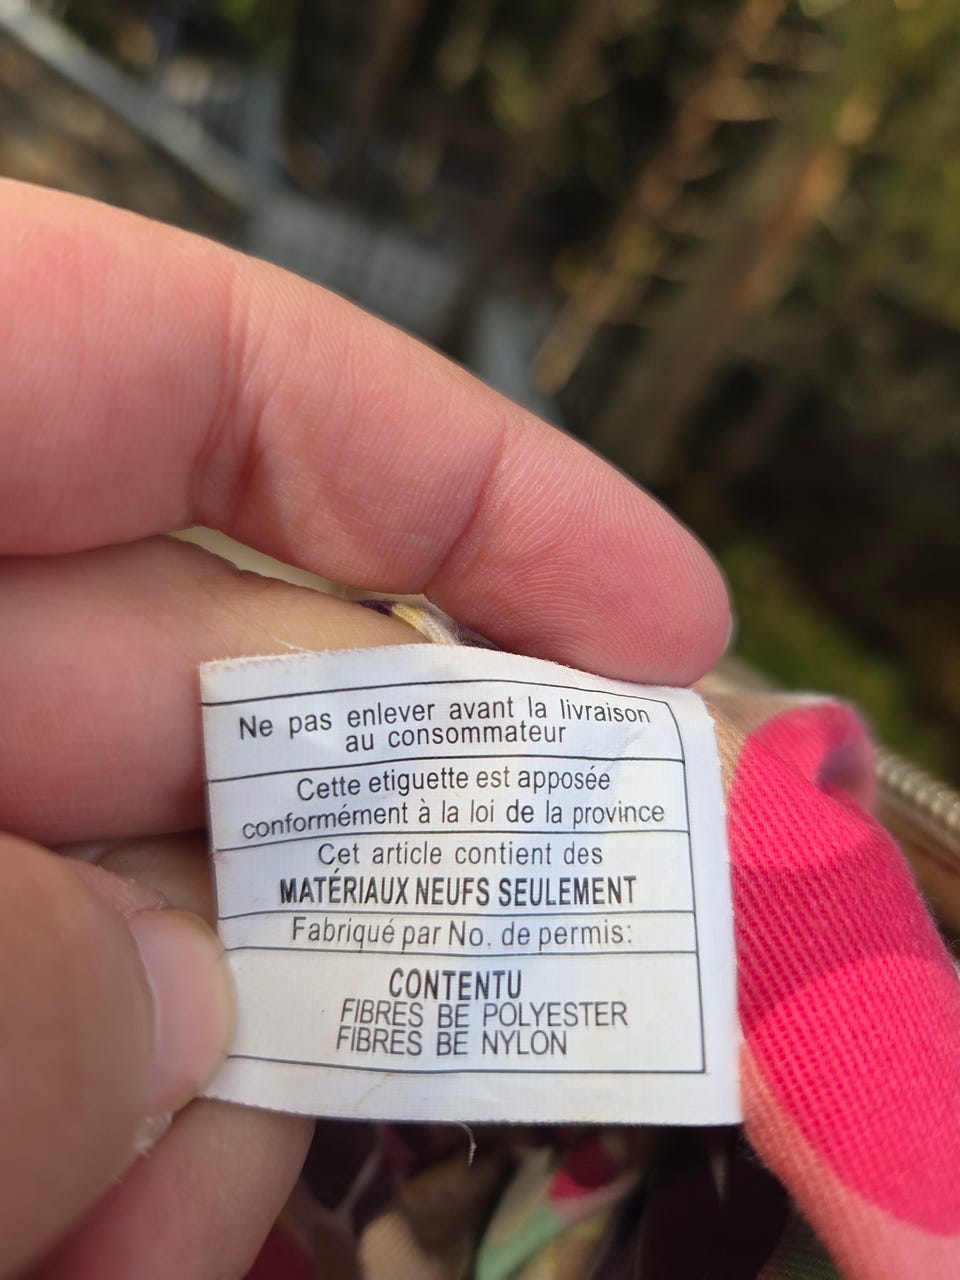 Ne pas enlever avant la livraison
au consommateur
Cette etiguette est apposée
conformément à la loi de la province
Cet article contient des
MATÉRIAUX NEUFS SEULEMENT
Fabriqué par No. de permis:
CONTENTU
FIBRES BE POLYESTER
FIBRES BE NYLON